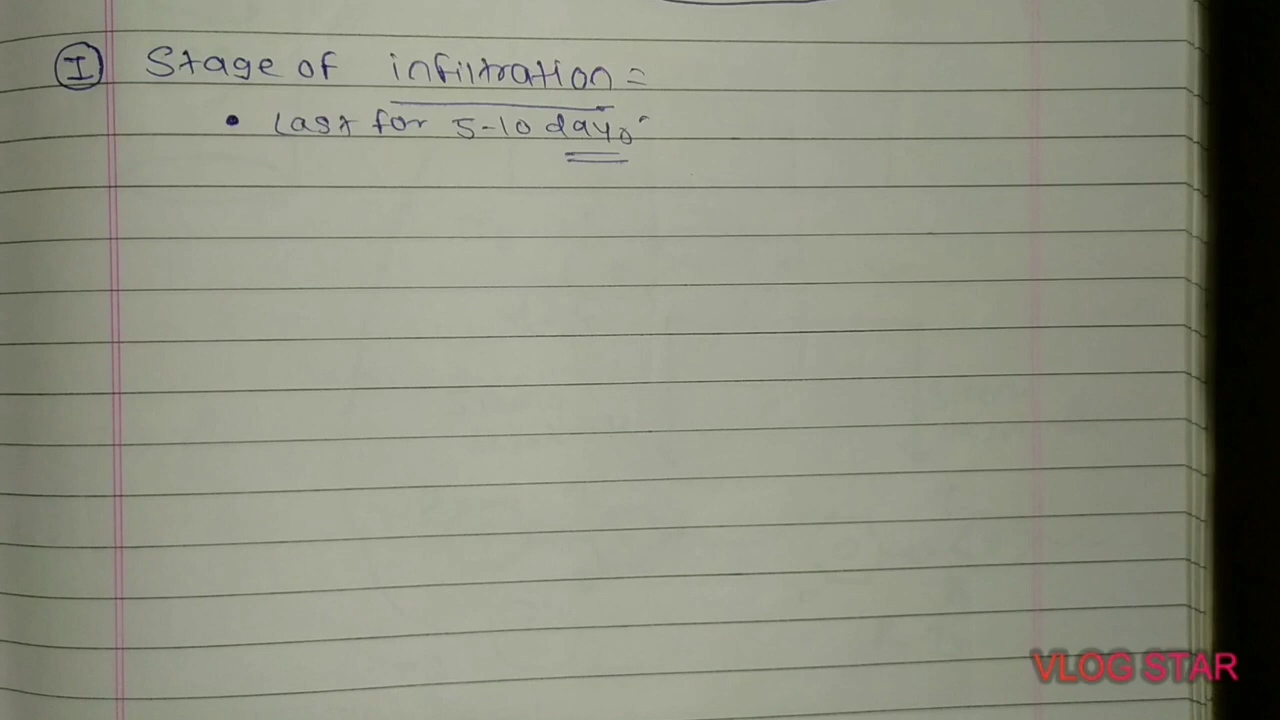 I Stage of infiltration =
• Last for 5-10 days
VLOG STAR